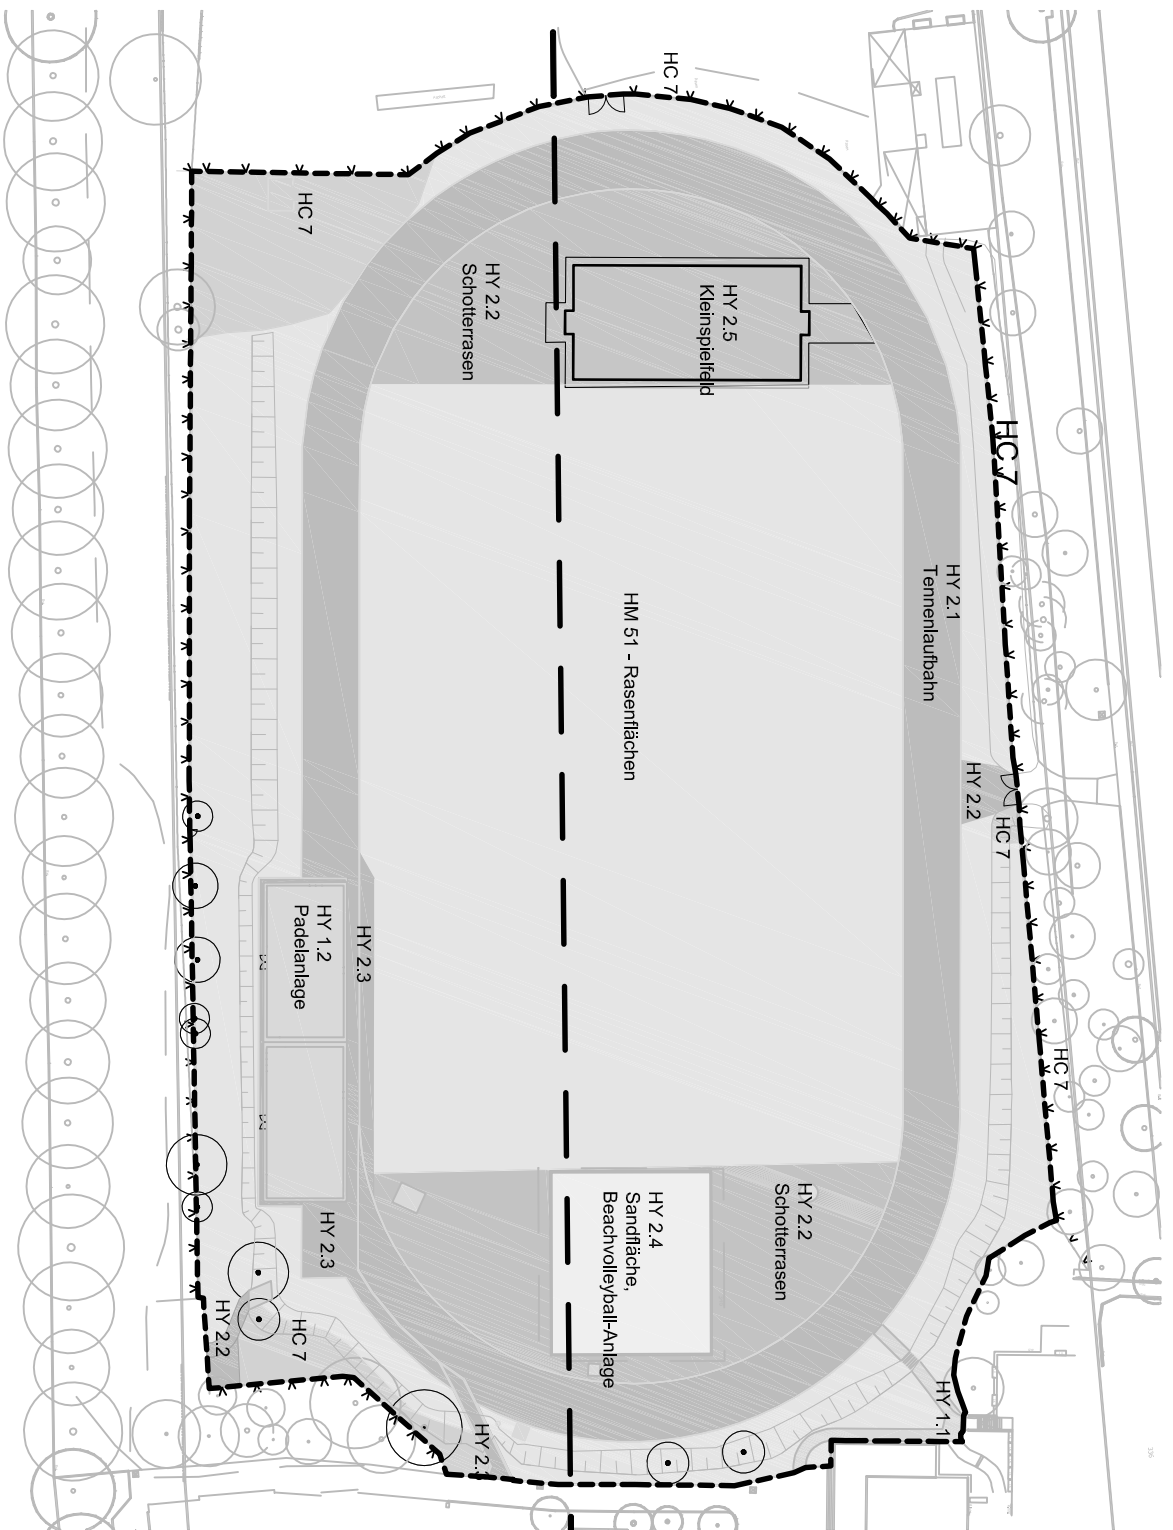 HC 7
HC 7
HY 2.2
Schotterrasen
HY 2.5
Kleinspielfeld
HC 7
HY 2.1
Tennenlaufbahn
HM 51 - Rasenflächen
HY 2.2
HC 7
HY 1.2
Padelanlage
HY 2.3
HC 7
HY 2.4
Sandfläche,
Beachvolleyball-Anlage
HY 2.2
Schotterrasen
HY 2.3
HY 2.2
HC 7
HY 1.1